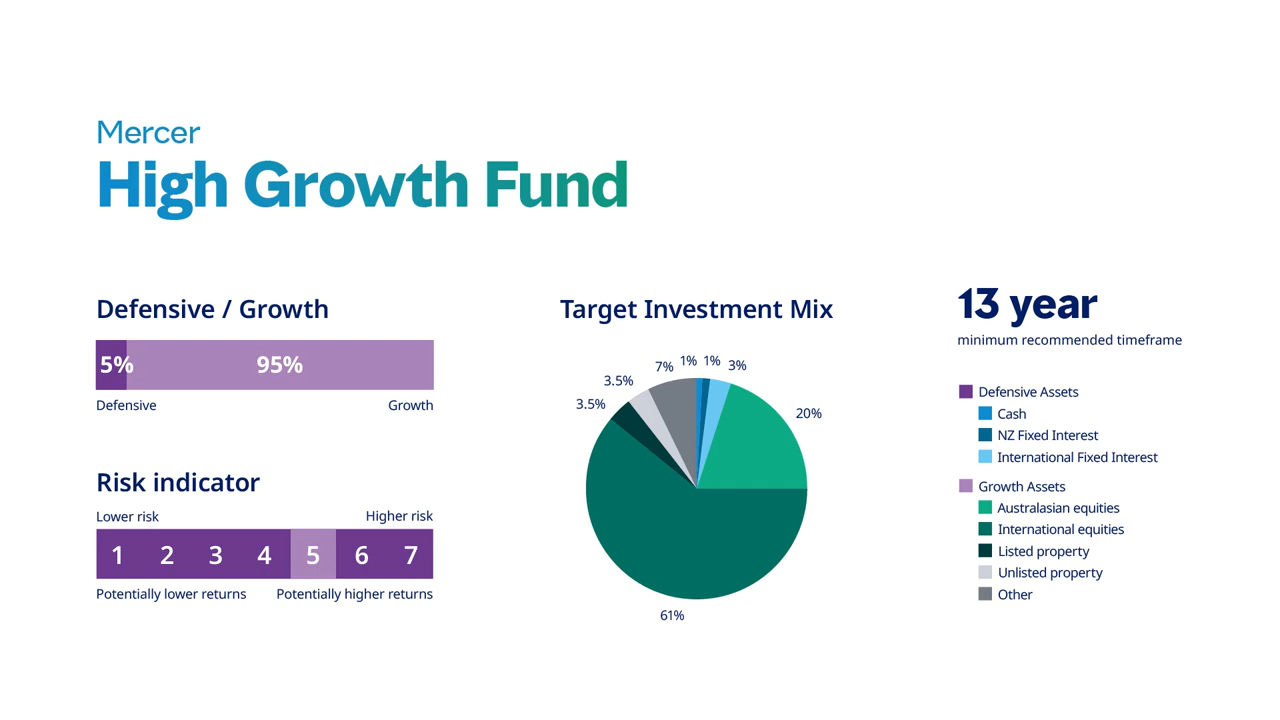 Mercer
High Growth Fund
Defensive / Growth
5% 95%
Defensive Growth
Risk indicator
Lower risk Higher risk
1 2 3 4 5 6 7
Potentially lower returns Potentially higher returns
Target Investment Mix
3.5% 3.5% 7% 1% 1% 3%
20%
61%
13 year
minimum recommended timeframe
Defensive Assets
Cash
NZ Fixed Interest
International Fixed Interest
Growth Assets
Australasian equities
International equities
Listed property
Unlisted property
Other